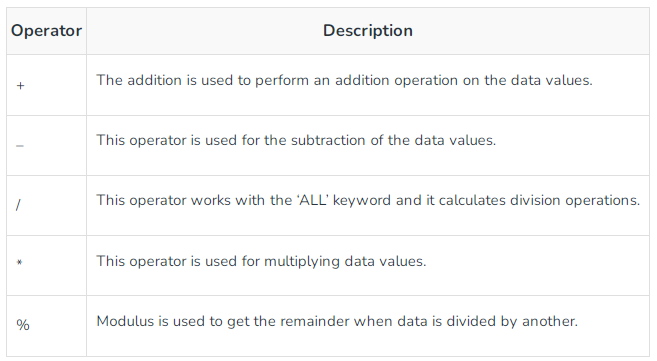 Operator Description
+ The addition is used to perform an addition operation on the data values.
– This operator is used for the subtraction of the data values.
/ This operator works with the ‘ALL’ keyword and it calculates division operations.
* This operator is used for multiplying data values.
% Modulus is used to get the remainder when data is divided by another.